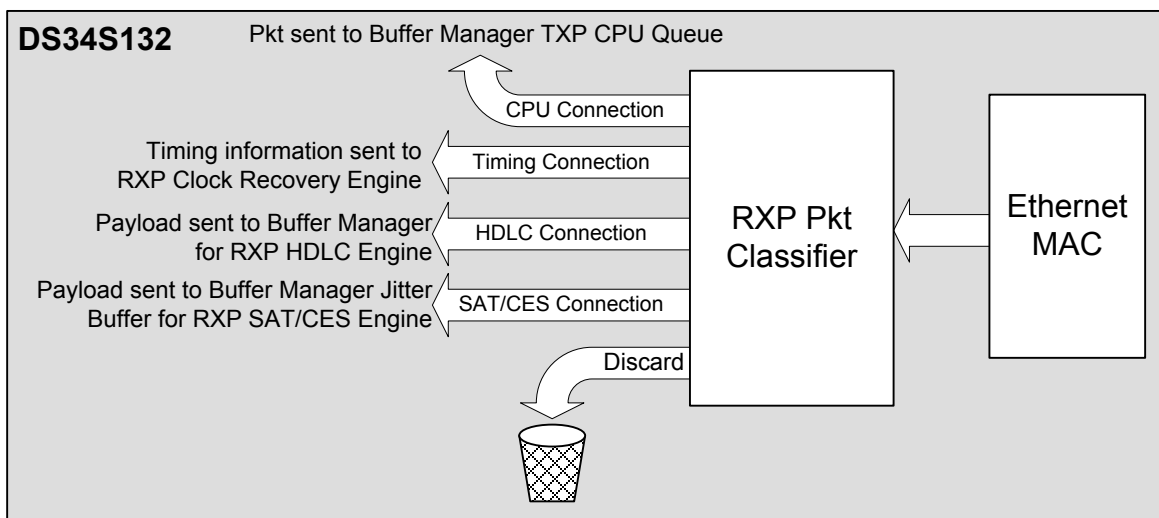 DS34S132
Pkt sent to Buffer Manager TXP CPU Queue
CPU Connection
Timing information sent to
RXP Clock Recovery Engine
Timing Connection
Payload sent to Buffer Manager
for RXP HDLC Engine
HDLC Connection
Payload sent to Buffer Manager Jitter
Buffer for RXP SAT/CES Engine
SAT/CES Connection
Discard
RXP Pkt
Classifier
Ethernet
MAC